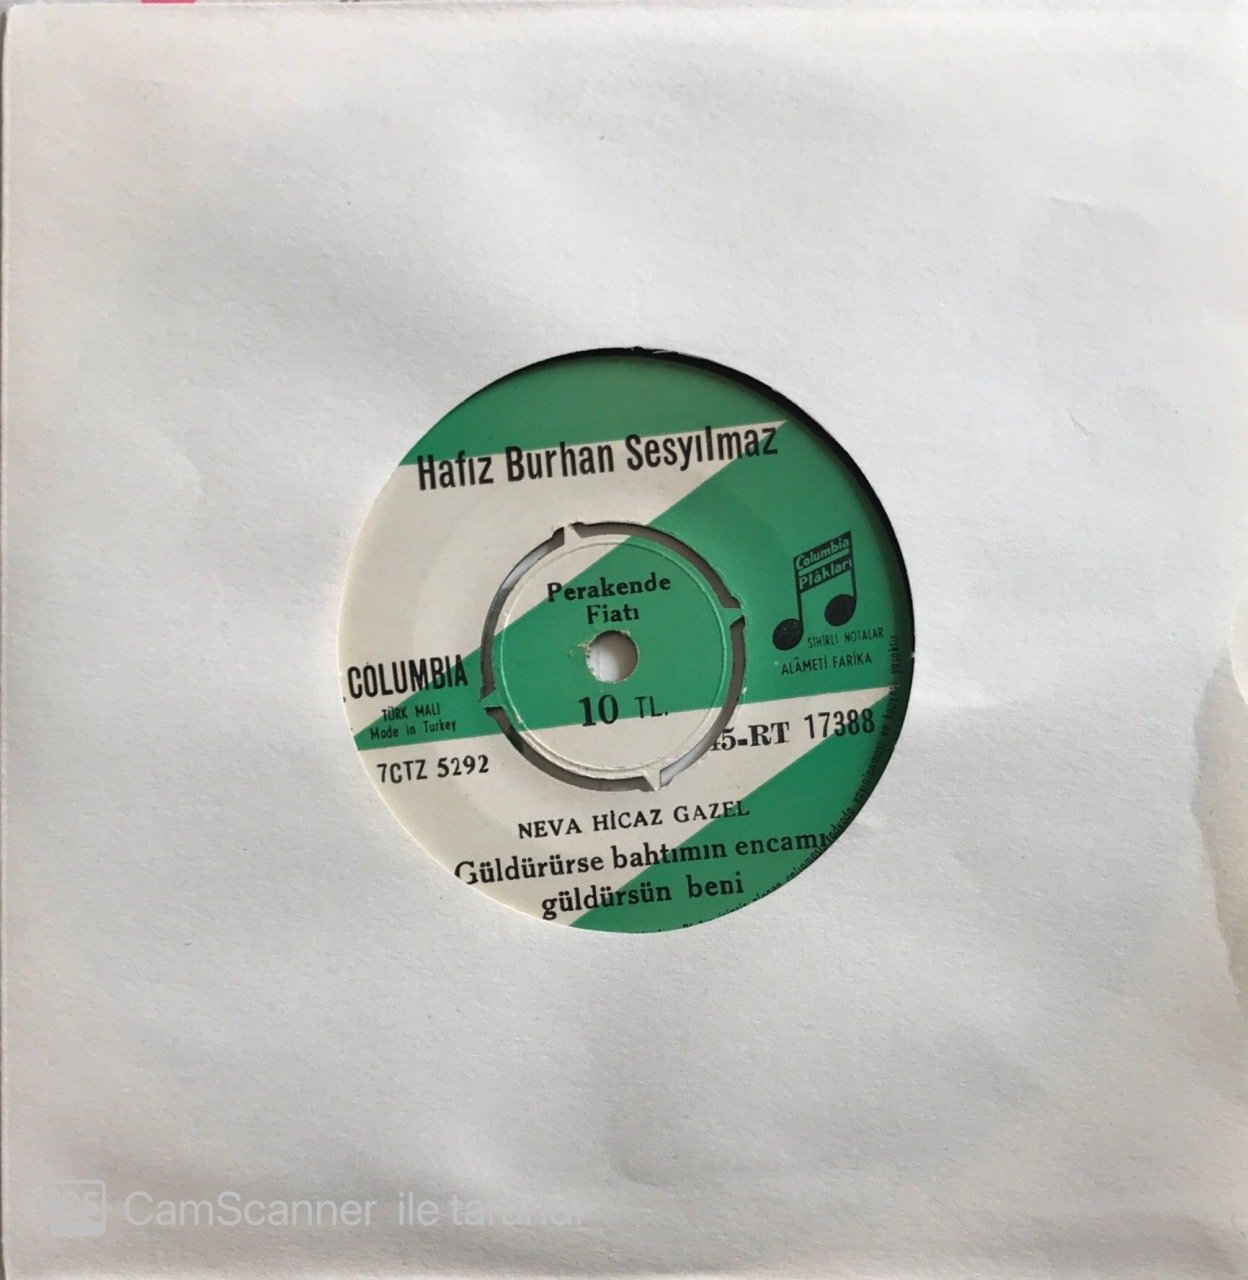 Hafız Burhan Sesyılmaz
Columbia
Plâkları
SİHİRLİ NOTALAR
ALÂMETİ FARİKA
Perakende
Fiatı
10 TL.
COLUMBIA
TÜRK MALI
Made in Turkey
7CTZ 5292
45-RT 17388
NEVA HİCAZ GAZEL
Güldürürse bahtımın encamı
güldürsün beni
CamScanner ile tarandı